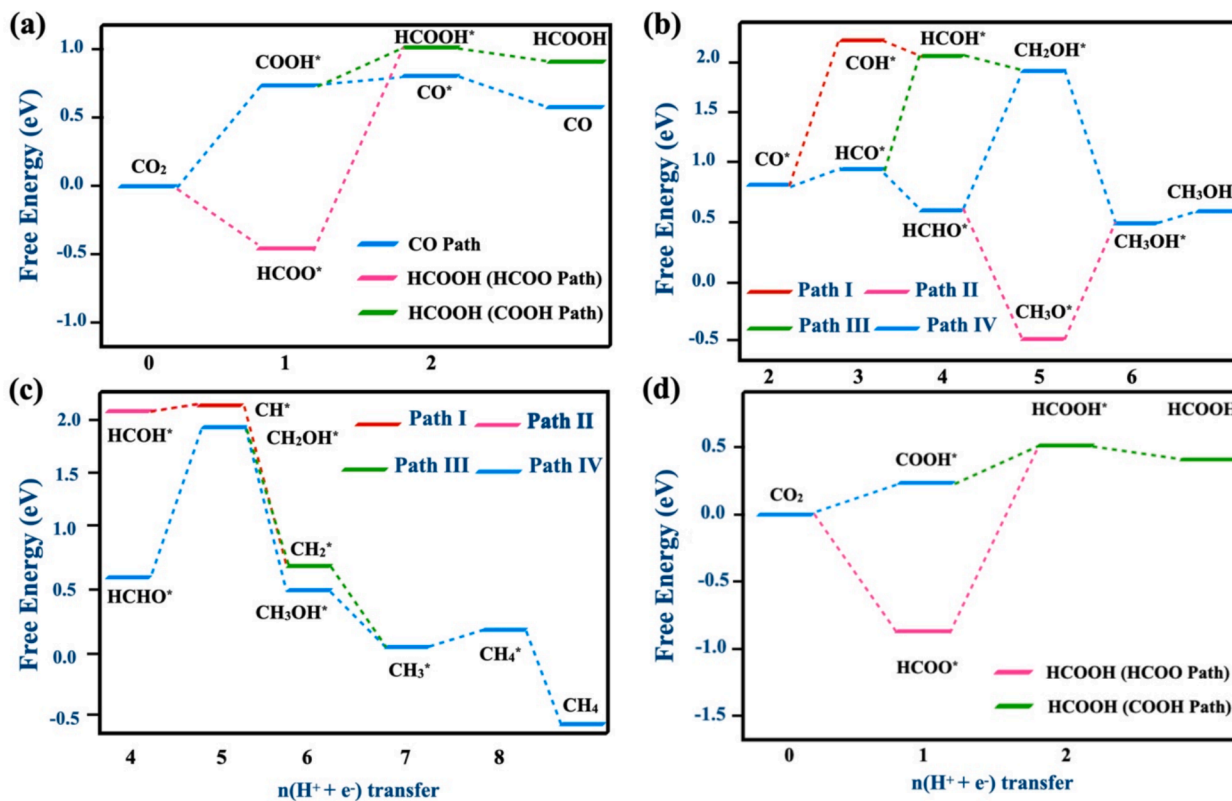 (a)
Free Energy (eV)
1.0
0.5
0.0
-0.5
-1.0
CO₂
COOH*
HCOO*
HCOOH*
CO*
HCOOH
CO
CO Path
HCOOH (HCOO Path)
HCOOH (COOH Path)
0 1 2
(b)
Free Energy (eV)
2.0
1.5
1.0
0.5
0.0
-0.5
CO*
COH*
HCO*
HCOH*
HCHO*
CH₂OH*
CH₃O*
CH₃OH*
CH₃OH
Path I Path II
Path III Path IV
2 3 4 5 6
(c)
Free Energy (eV)
2.0
1.5
1.0
0.5
0.0
-0.5
HCOH*
HCHO*
CH*
CH₂OH*
CH₂*
CH₃OH*
CH₃*
CH₄*
CH₄
Path I Path II
Path III Path IV
4 5 6 7 8
n(H⁺ + e⁻) transfer
(d)
Free Energy (eV)
0.5
0.0
-0.5
-1.0
-1.5
CO₂
COOH*
HCOO*
HCOOH*
HCOOH
HCOOH (HCOO Path)
HCOOH (COOH Path)
0 1 2
n(H⁺ + e⁻) transfer